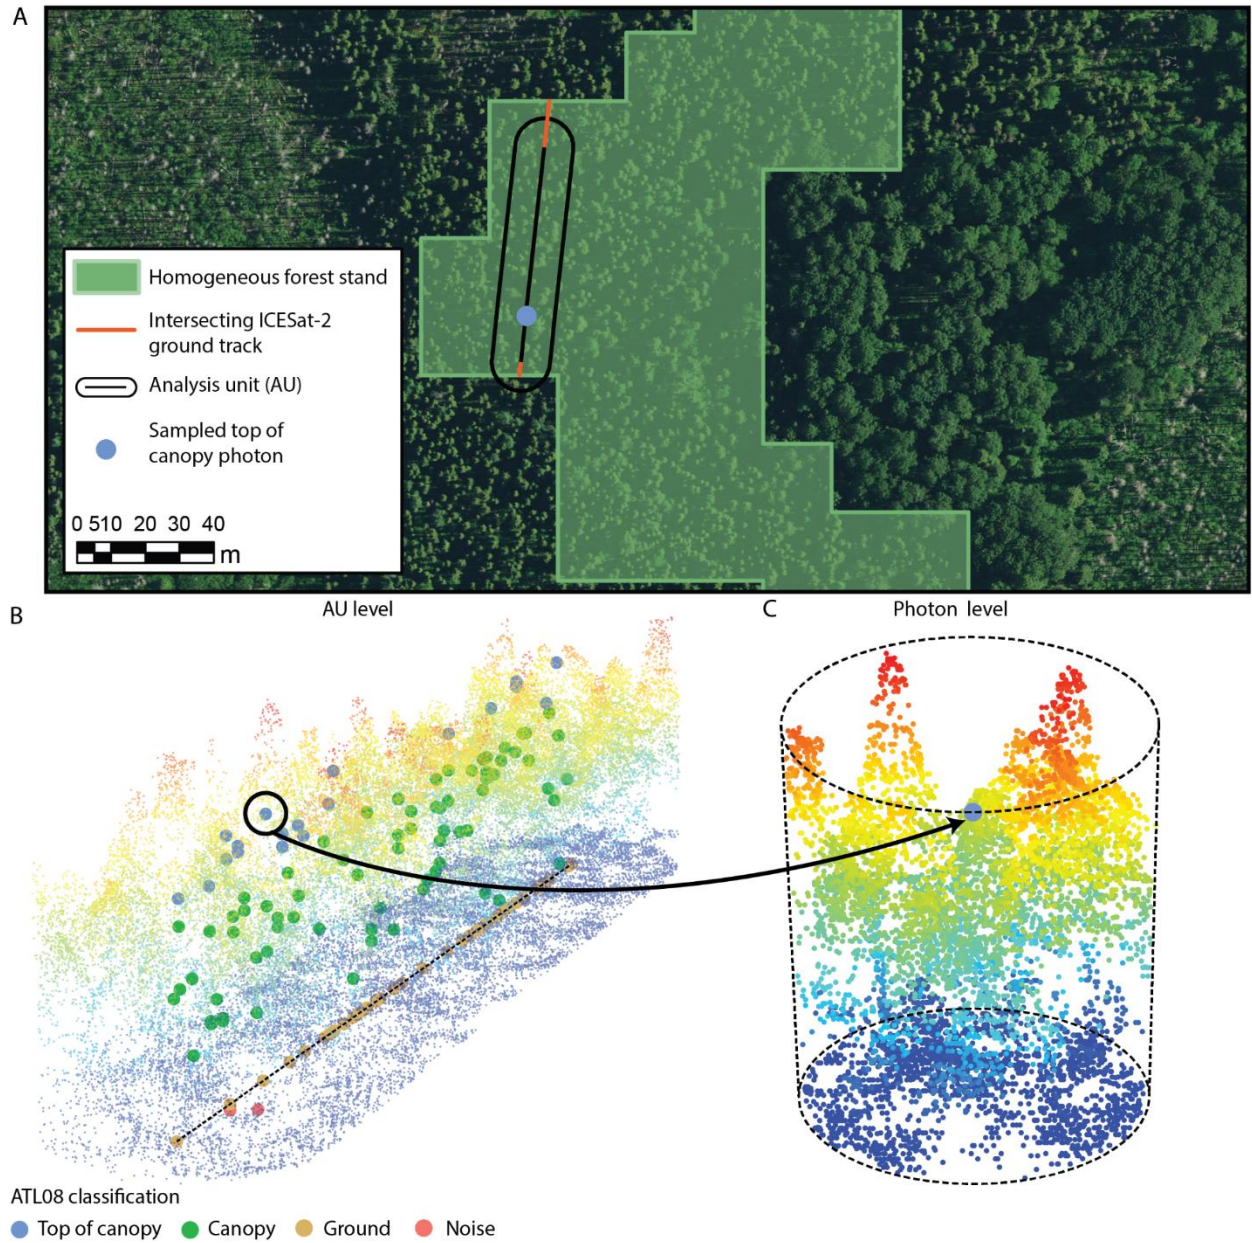 A
Homogeneous forest stand
Intersecting ICESat-2
ground track
Analysis unit (AU)
Sampled top of
canopy photon
0 510 20 30 40
m
B
AU level
C
Photon level
ATL08 classification
Top of canopy
Canopy
Ground
Noise